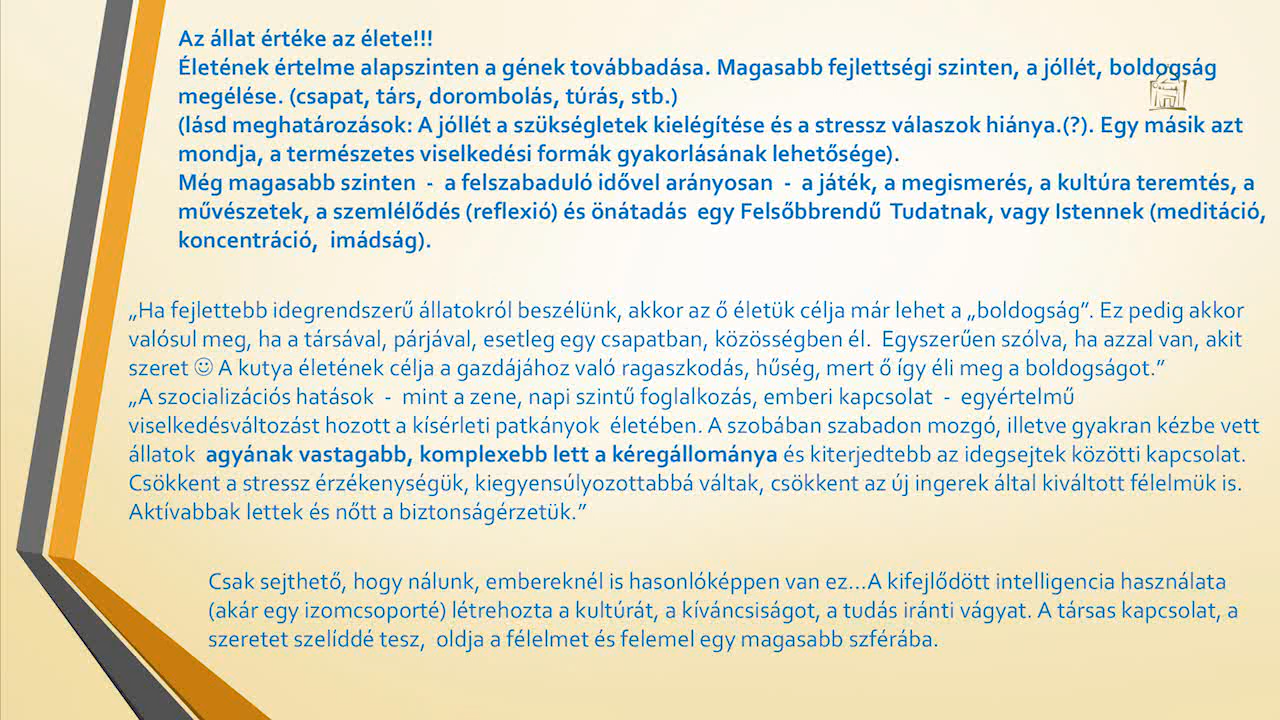 Az állat értéke az élete!!!
Életének értelme alapszinten a gének továbbadása. Magasabb fejlettségi szinten, a jóllét, boldogság
megélése. (csapat, társ, dorombolás, túrás, stb.)
(lásd meghatározások: A jóllét a szükségletek kielégítése és a stressz válaszok hiánya.(?). Egy másik azt
mondja, a természetes viselkedési formák gyakorlásának lehetősége).
Még magasabb szinten - a felszabaduló idővel arányosan - a játék, a megismerés, a kultúra teremtés, a
művészetek, a szemlélődés (reflexió) és önátadás egy Felsőbbrendű Tudatnak, vagy Istennek (meditáció,
koncentráció, imádság).
„Ha fejlettebb idegrendszerű állatokról beszélünk, akkor az ő életük célja már lehet a „boldogság”. Ez pedig akkor
valósul meg, ha a társával, párjával, esetleg egy csapatban, közösségben él. Egyszerűen szólva, ha azzal van, akit
szeret ☺ A kutya életének célja a gazdájához való ragaszkodás, hűség, mert ő így éli meg a boldogságot.”
„A szocializációs hatások - mint a zene, napi szintű foglalkozás, emberi kapcsolat - egyértelmű
viselkedésváltozást hozott a kísérleti patkányok életében. A szobában szabadon mozgó, illetve gyakran kézbe vett
állatok agyának vastagabb, komplexebb lett a kéregállománya és kiterjedtebb az idegsejtek közötti kapcsolat.
Csökkent a stressz érzékenységük, kiegyensúlyozottabbá váltak, csökkent az új ingerek által kiváltott félelmük is.
Aktívabbak lettek és nőtt a biztonságérzetük.”
Csak sejthető, hogy nálunk, embereknél is hasonlóképpen van ez...A kifejlődött intelligencia használata
(akár egy izomcsoporté) létrehozta a kultúrát, a kíváncsiságot, a tudás iránti vágyat. A társas kapcsolat, a
szeretet szelíddé tesz, oldja a félelmet és felemel egy magasabb szférába.